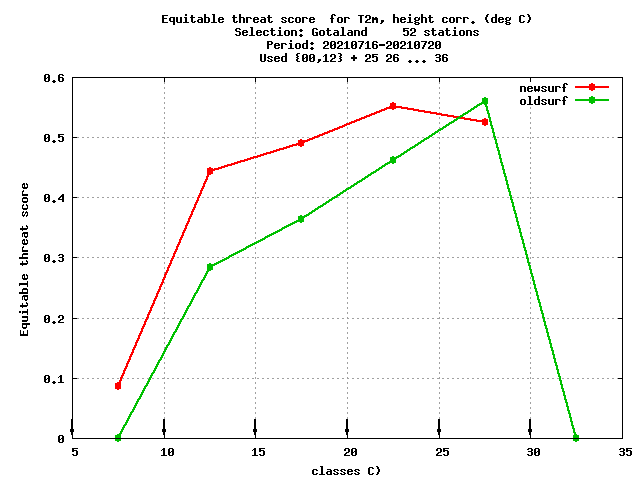 Equitable threat score  for T2m, height corr. (deg C)
Selection: Gotaland     52 stations
Period: 20210716-20210720
Used {00,12} + 25 26 ... 36
newsurf
oldsurf
0.6
0.5
0.4
0.3
0.2
0.1
0
Equitable threat score
5 10 15 20 25 30 35
classes C)